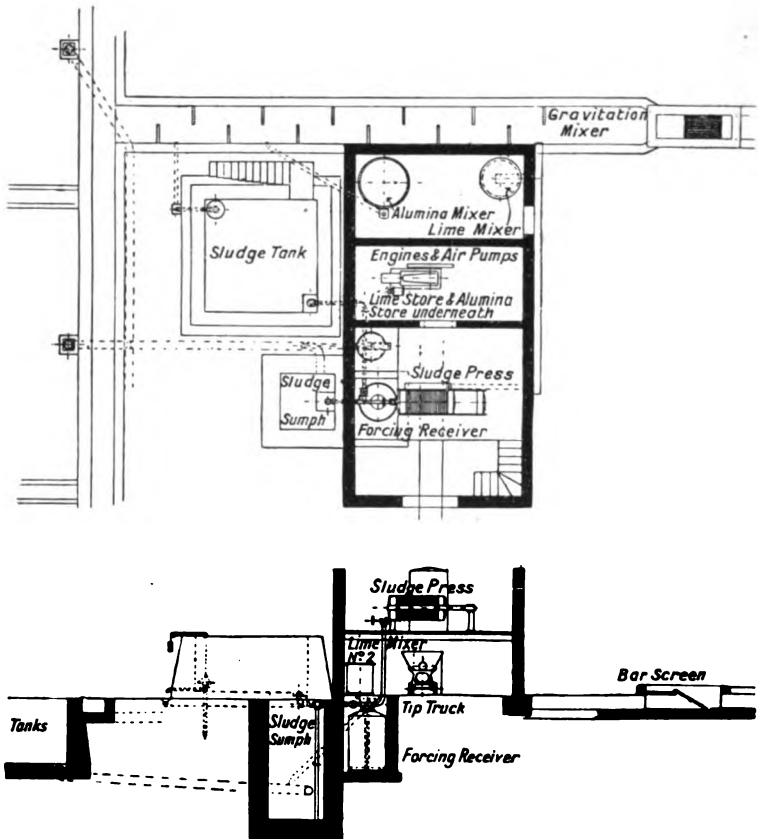 Gravitation
Mixer
Alumina Mixer
Lime Mixer
Sludge Tank
Engines & Air Pumps
Lime Store & Alumina
Store underneath
Sludge Press
Sludge
Sumph
Forcing Receiver
Sludge Press
Lime Mixer
Nº 2
Bar Screen
Tanks
Sludge
Sumph
Tip Truck
Forcing Receiver